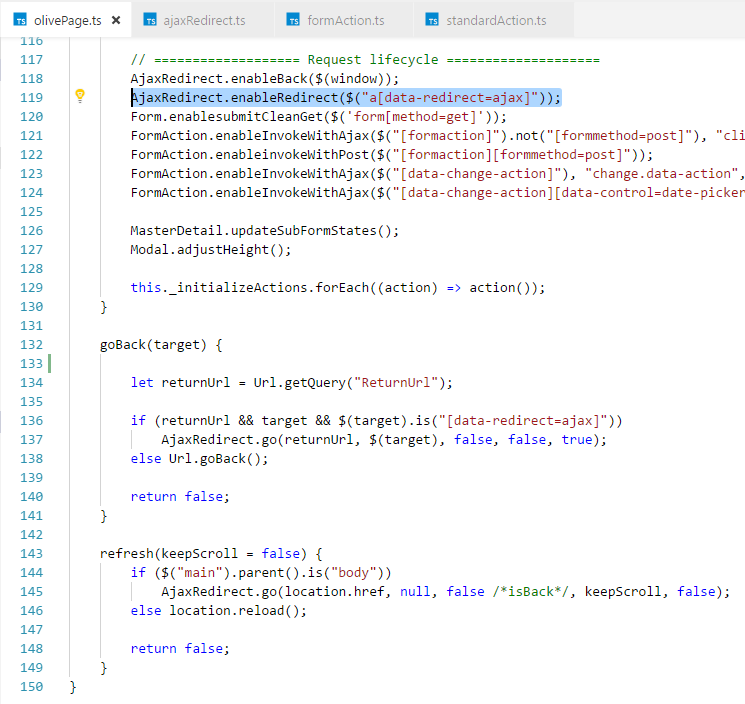 olivePage.ts ×
ajaxRedirect.ts
formAction.ts
standardAction.ts
116
117 // =================== Request lifecycle ====================
118 AjaxRedirect.enableBack($(window));
119 AjaxRedirect.enableRedirect($("a[data-redirect=ajax]"));
120 Form.enablesubmitCleanGet($('form[method=get]'));
121 FormAction.enableInvokeWithAjax($("[formaction]").not("[formmethod=post]"), "cli
122 FormAction.enableinvokeWithPost($("[formaction][formmethod=post]"));
123 FormAction.enableInvokeWithAjax($("[data-change-action]"), "change.data-action",
124 FormAction.enableInvokeWithAjax($("[data-change-action][data-control=date-picker
125
126 MasterDetail.updateSubFormStates();
127 Modal.adjustHeight();
128
129 this._initializeActions.forEach((action) => action());
130 }
131
132 goBack(target) {
133
134 let returnUrl = Url.getQuery("ReturnUrl");
135
136 if (returnUrl && target && $(target).is("[data-redirect=ajax]"))
137 AjaxRedirect.go(returnUrl, $(target), false, false, true);
138 else Url.goBack();
139
140 return false;
141 }
142
143 refresh(keepScroll = false) {
144 if ($("main").parent().is("body"))
145 AjaxRedirect.go(location.href, null, false /*isBack*/, keepScroll, false);
146 else location.reload();
147
148 return false;
149 }
150 }